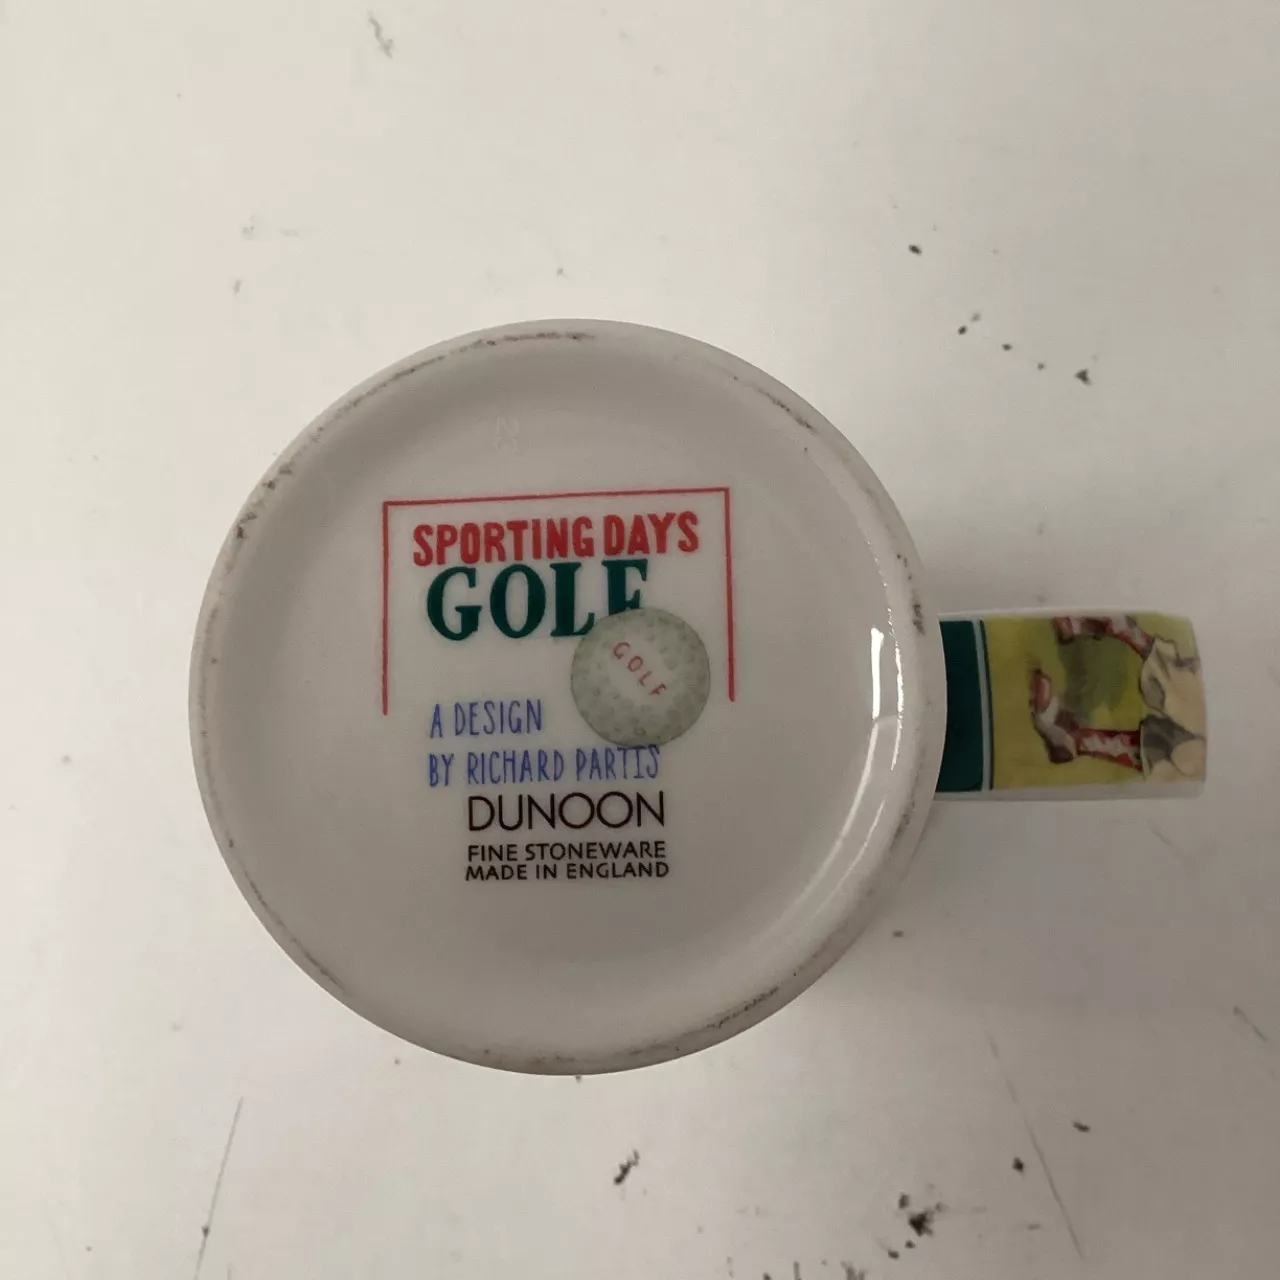 SPORTING DAYS
GOLF
GOLF
A DESIGN
BY RICHARD PARTIS
DUNOON
FINE STONEWARE
MADE IN ENGLAND